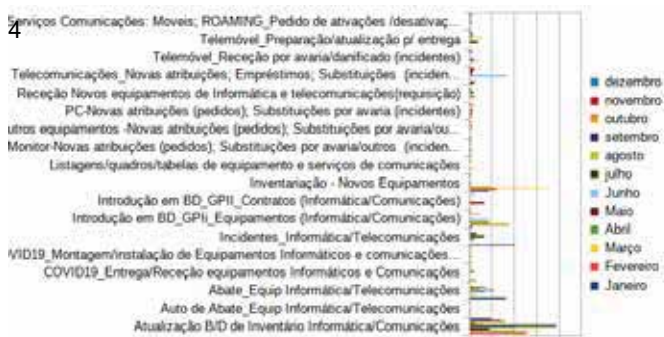 4
Serviços Comunicações: Moveis; ROAMING_Pedido de ativações /desativaç...
Telemóvel_Preparação/atualização p/ entrega
Telemóvel_Receção por avaria/danificado (incidentes)
Telecomunicações_Novas atribuições; Empréstimos; Substituições (inciden...
Receção Novos equipamentos de Informática e telecomunicações(requisição)
PC-Novas atribuições (pedidos); Substituições por avaria (incidentes)
utros equipamentos -Novas atribuições (pedidos); Substituições por avaria/ou...
Monitor-Novas atribuições (pedidos); Substituições por avaria/outros (inciden...
Listagens/quadros/tabelas de equipamento e serviços de comunicações
Inventariação - Novos Equipamentos
Introdução em BD_GPII_Contratos (Informática/Comunicações)
Introdução em BD_GPIi_Equipamentos (Informática/Comunicações)
Incidentes_Informática/Telecomunicações
VID19_Montagem/instalação de Equipamentos Informáticos e comunicações...
COVID19_Entrega/Receção equipamentos Informáticos e Comunicações
Abate_Equip Informática/Telecomunicações
Auto de Abate_Equip Informática/Telecomunicações
Atualização B/D de Inventário Informática/Comunicações
dezembro
novembro
outubro
setembro
agosto
julho
Junho
Maio
Abril
Março
Fevereiro
Janeiro